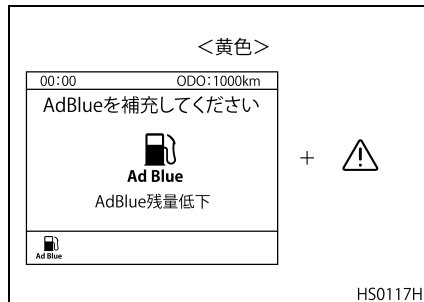 ＜黄色＞
00:00 ODO:1000km
AdBlueを補充してください
Ad Blue
AdBlue残量低下
Ad Blue
HS0117H